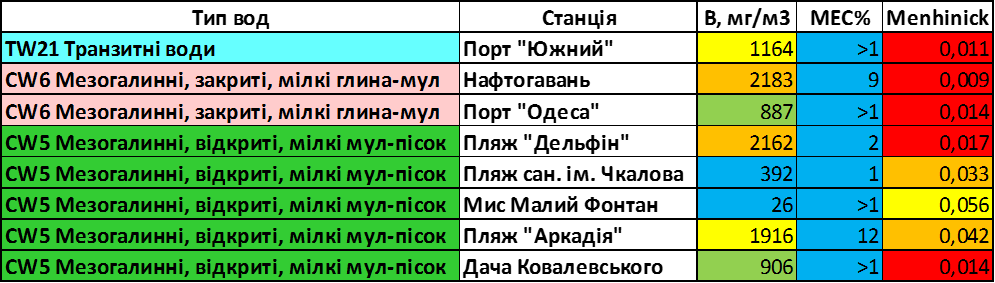 Тип вод Станція В, мг/м3 МЕС% Menhinick
TW21 Транзитні води Порт "Южний" 1164 >1 0,011
CW6 Мезогалинні, закриті, мілкі глина-мул Нафтогавань 2183 9 0,009
CW6 Мезогалинні, закриті, мілкі глина-мул Порт "Одеса" 887 >1 0,014
CW5 Мезогалинні, відкриті, мілкі мул-пісок Пляж "Дельфін" 2162 2 0,017
CW5 Мезогалинні, відкриті, мілкі мул-пісок Пляж сан. ім. Чкалова 392 1 0,033
CW5 Мезогалинні, відкриті, мілкі мул-пісок Мис Малий Фонтан 26 >1 0,056
CW5 Мезогалинні, відкриті, мілкі мул-пісок Пляж "Аркадія" 1916 12 0,042
CW5 Мезогалинні, відкриті, мілкі мул-пісок Дача Ковалевського 906 >1 0,014